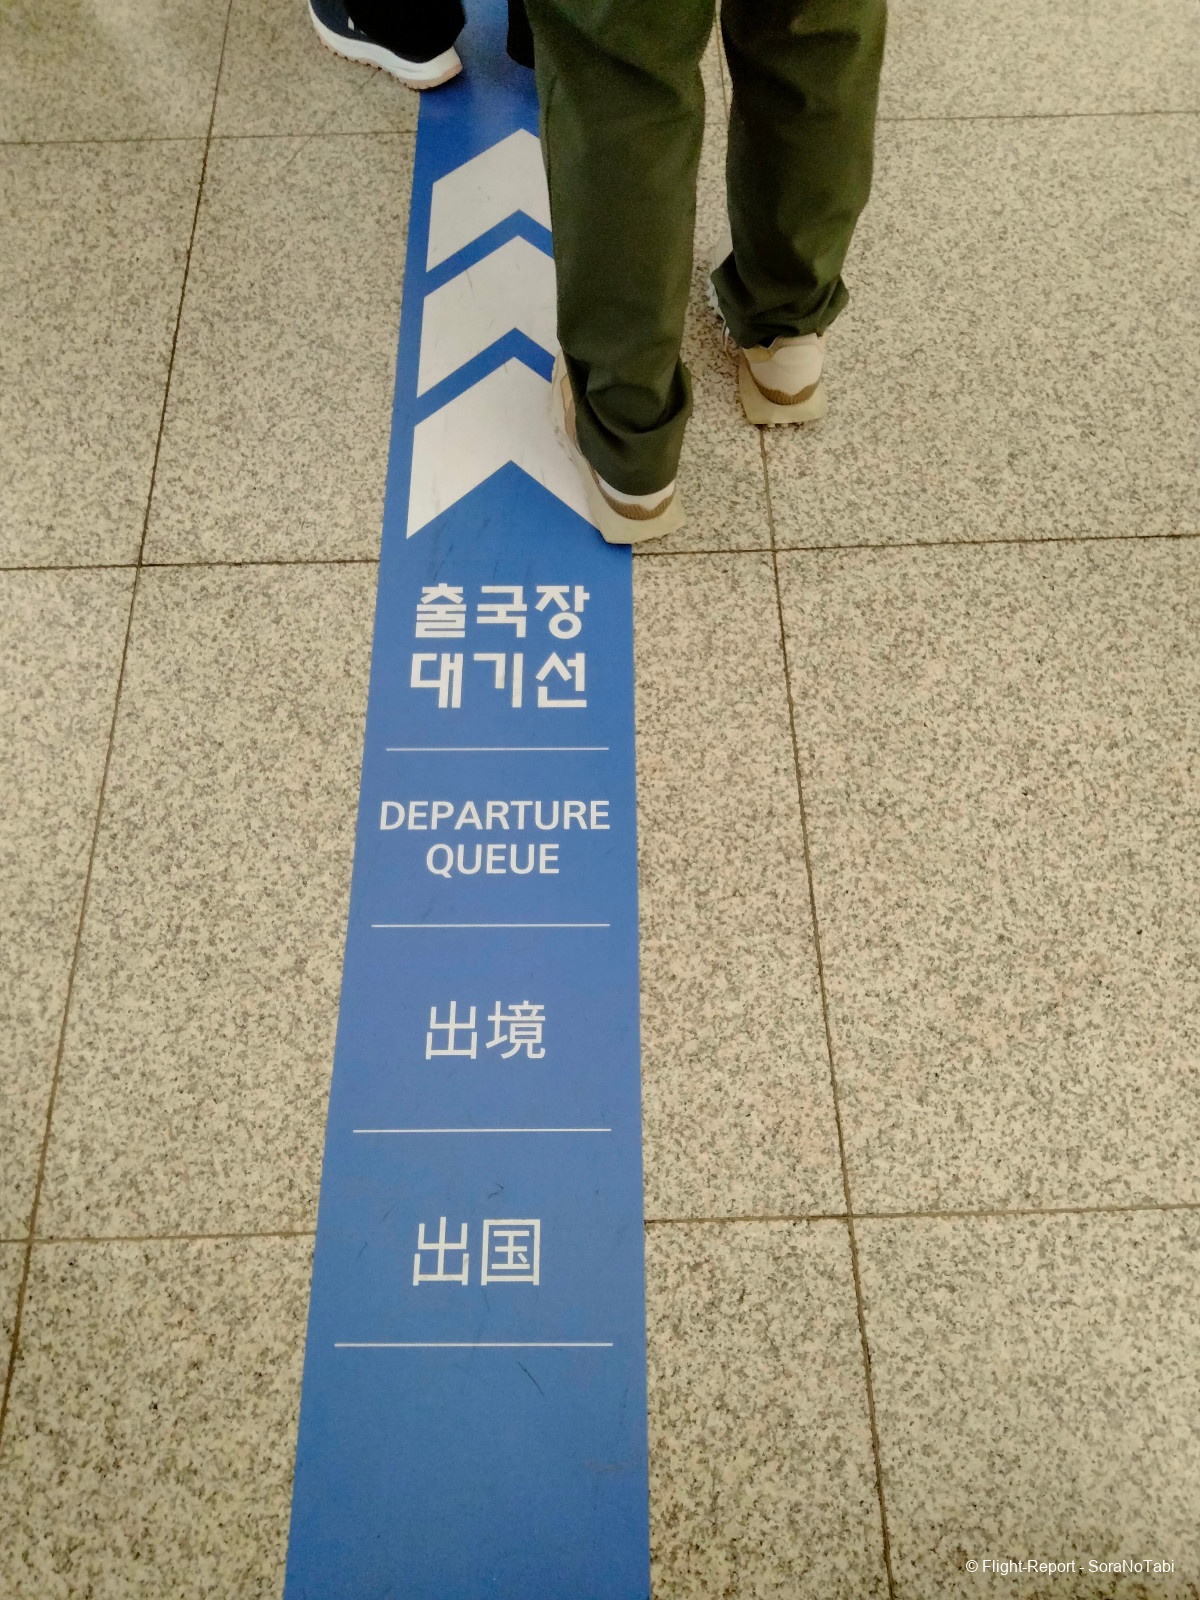 출국장
대기선
DEPARTURE
QUEUE
出境
出国
© Flight-Report - SoraNoTabi